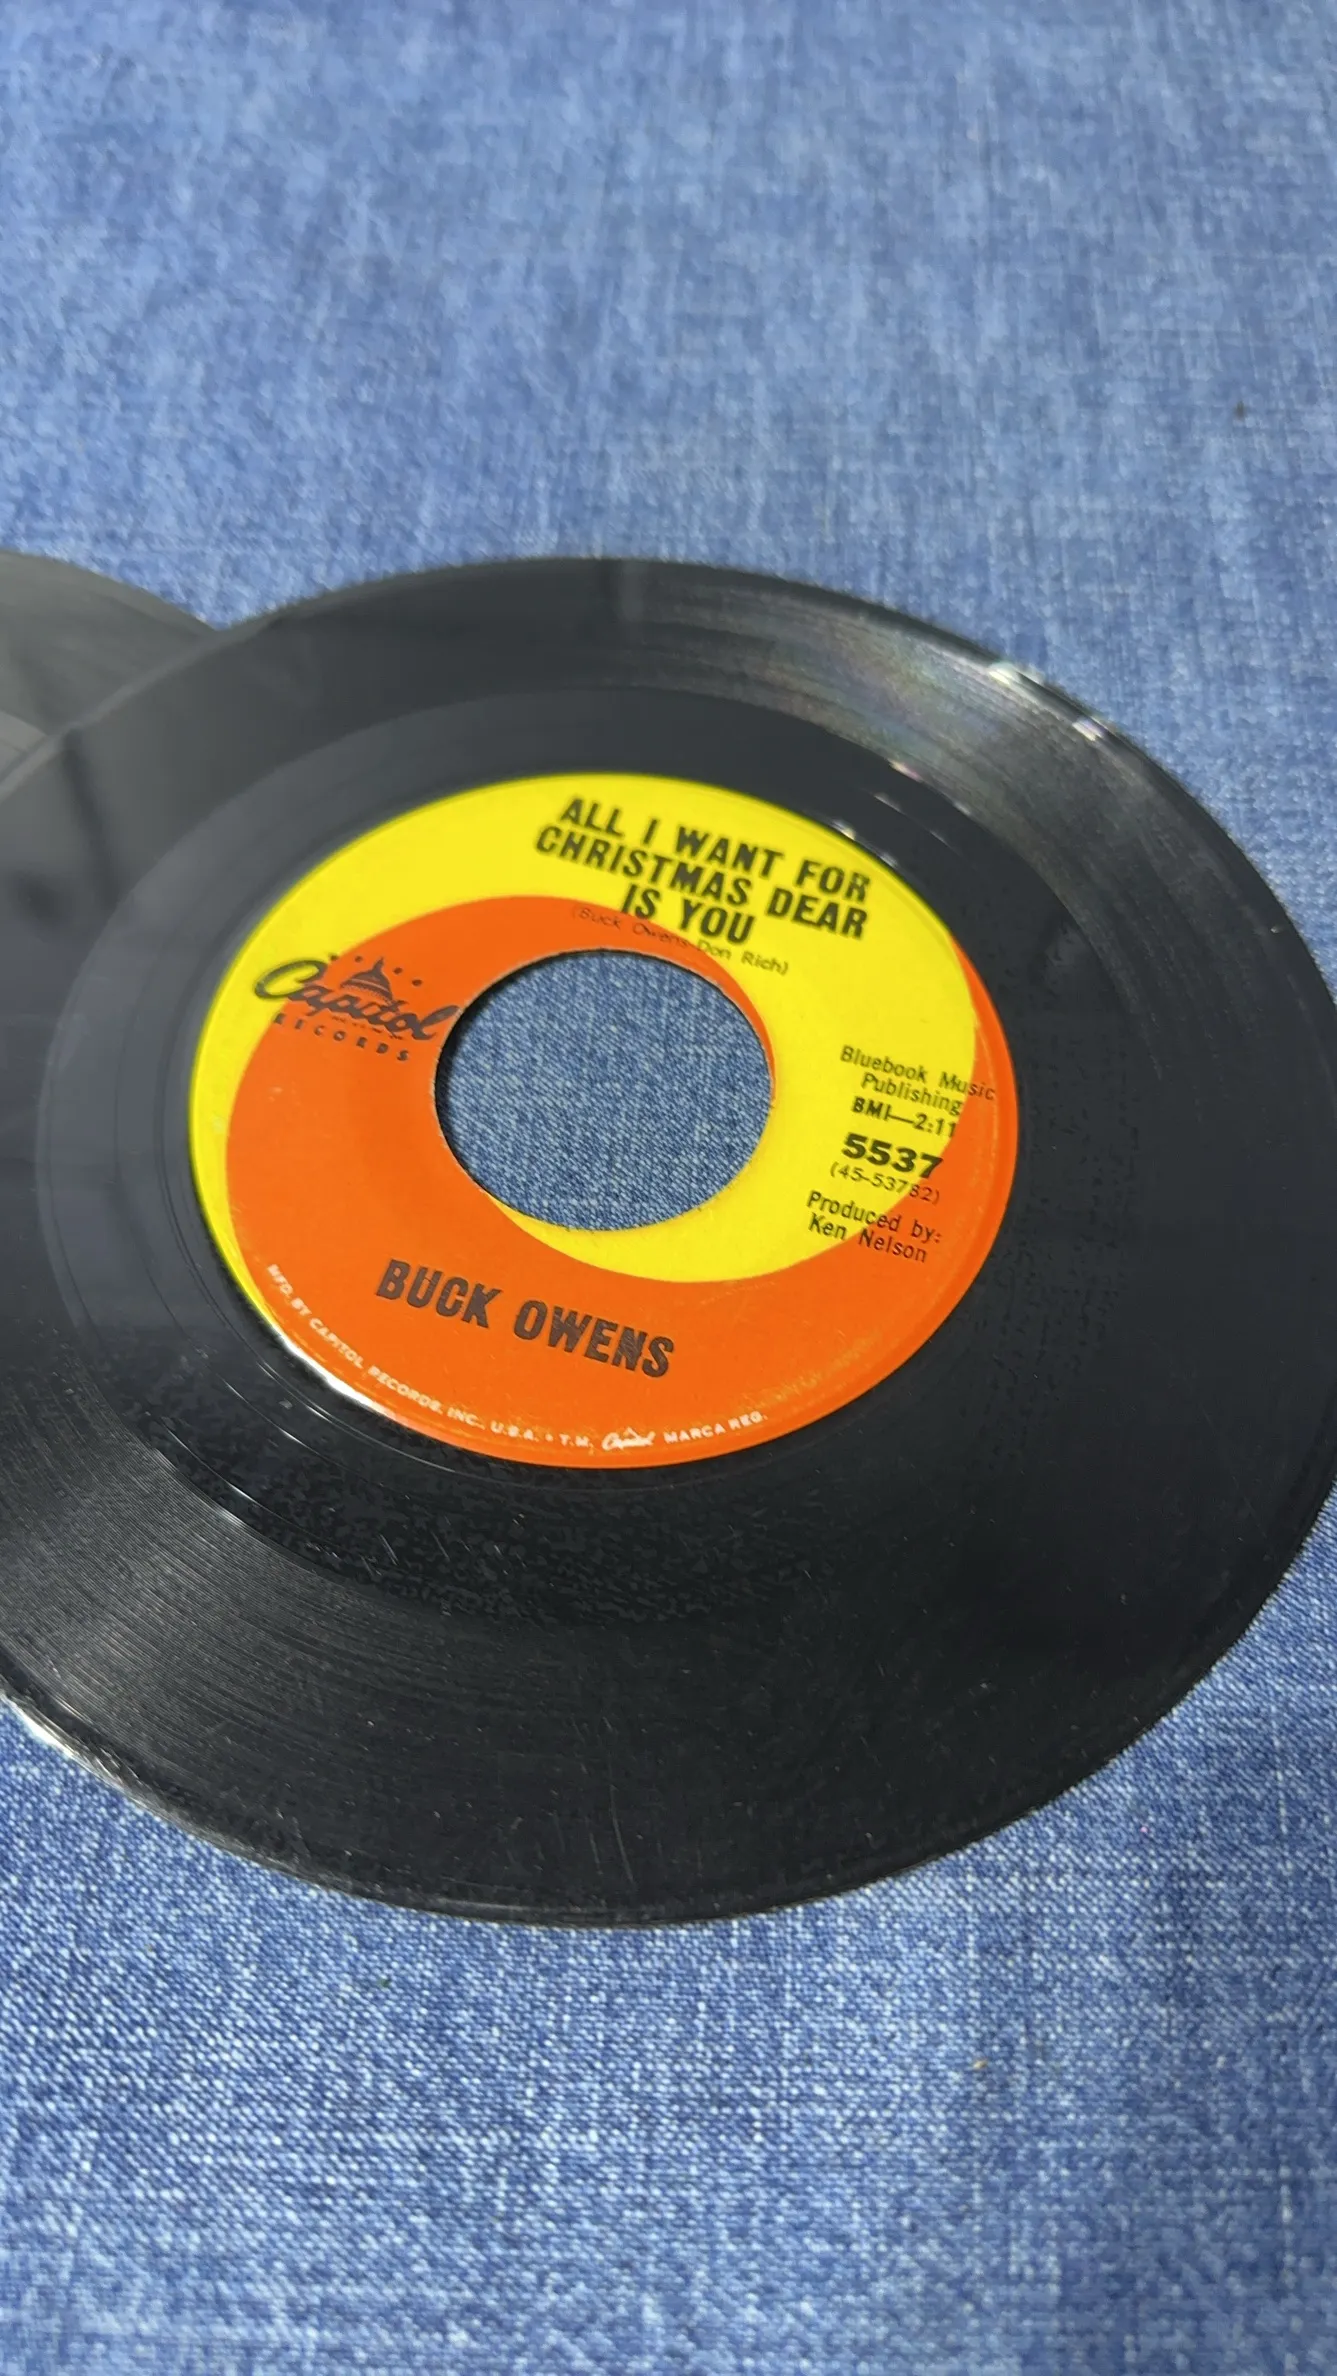 ALL I WANT FOR
CHRISTMAS DEAR
IS YOU
(Buck Owens-Don Rich)
Capitol
RECORDS
Bluebook Music
Publishing
BMI—2:11
5537
(45-53782)
Produced by:
Ken Nelson
BUCK OWENS
MFD. BY CAPITOL RECORDS, INC., U.S.A. • T.M. Capitol MARCA REG.